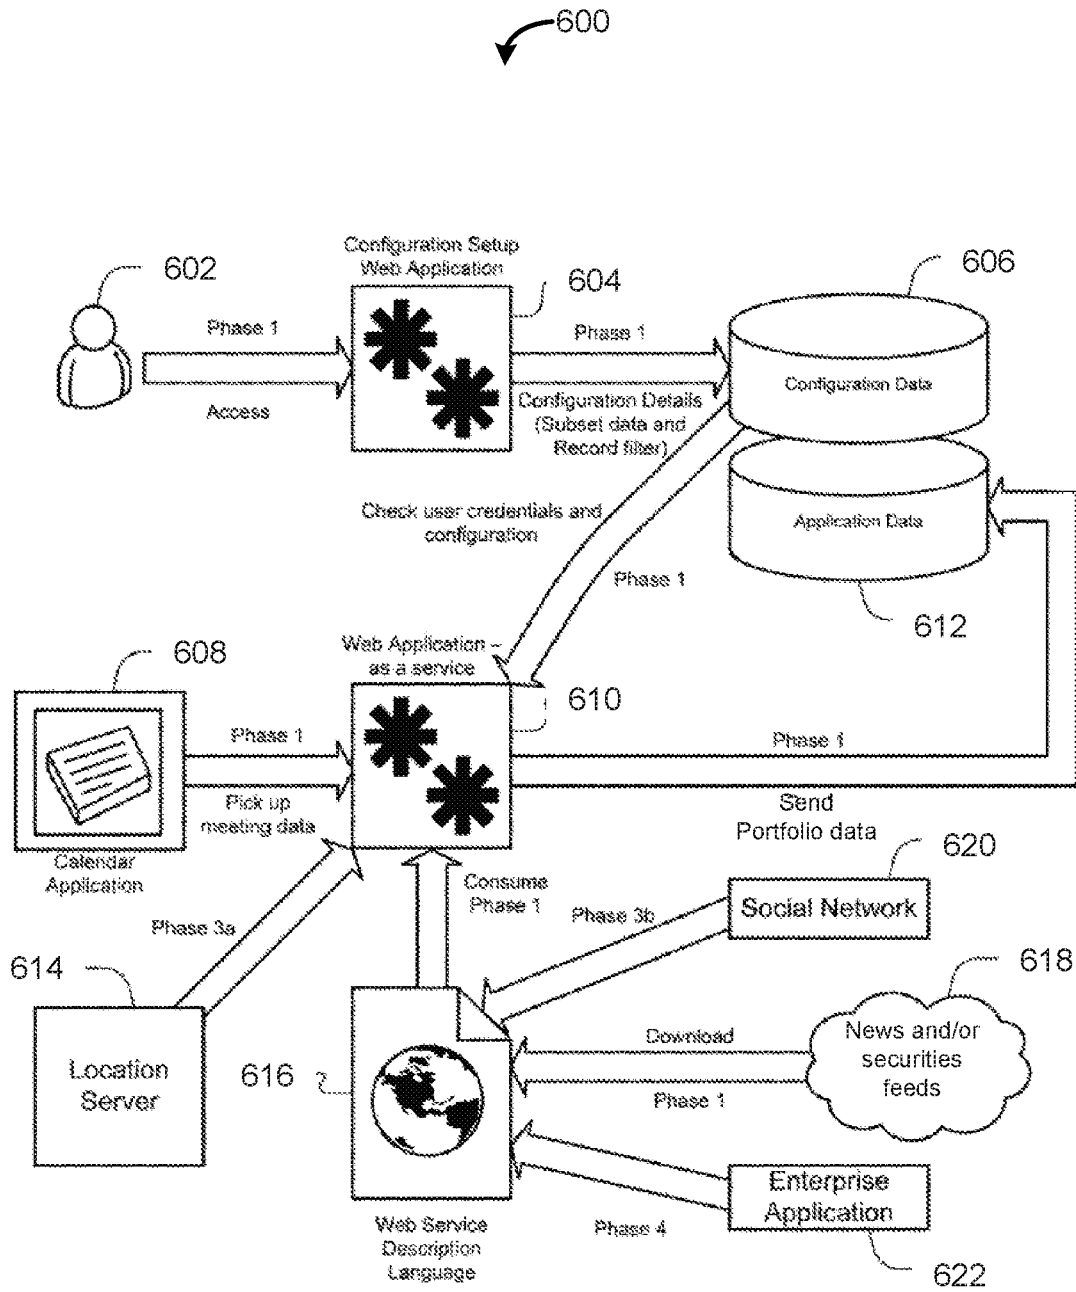 600
602
Configuration Setup
Web Application
604
606
Phase 1
Access
Phase 1
Configuration Details
(Subset data and
Record filter)
Configuration Data
Check user credentials and
configuration
Phase 1
Application Data
612
608
Web Application –
as a service
610
Phase 1
Pick up
meeting data
Phase 1
Send
Portfolio data
Calendar
Application
Phase 3a
Consume
Phase 1
Phase 3b
620
Social Network
614
Location
Server
616
Download
Phase 1
618
News and/or
securities
feeds
Enterprise
Application
Phase 4
622
Web Service
Description
Language